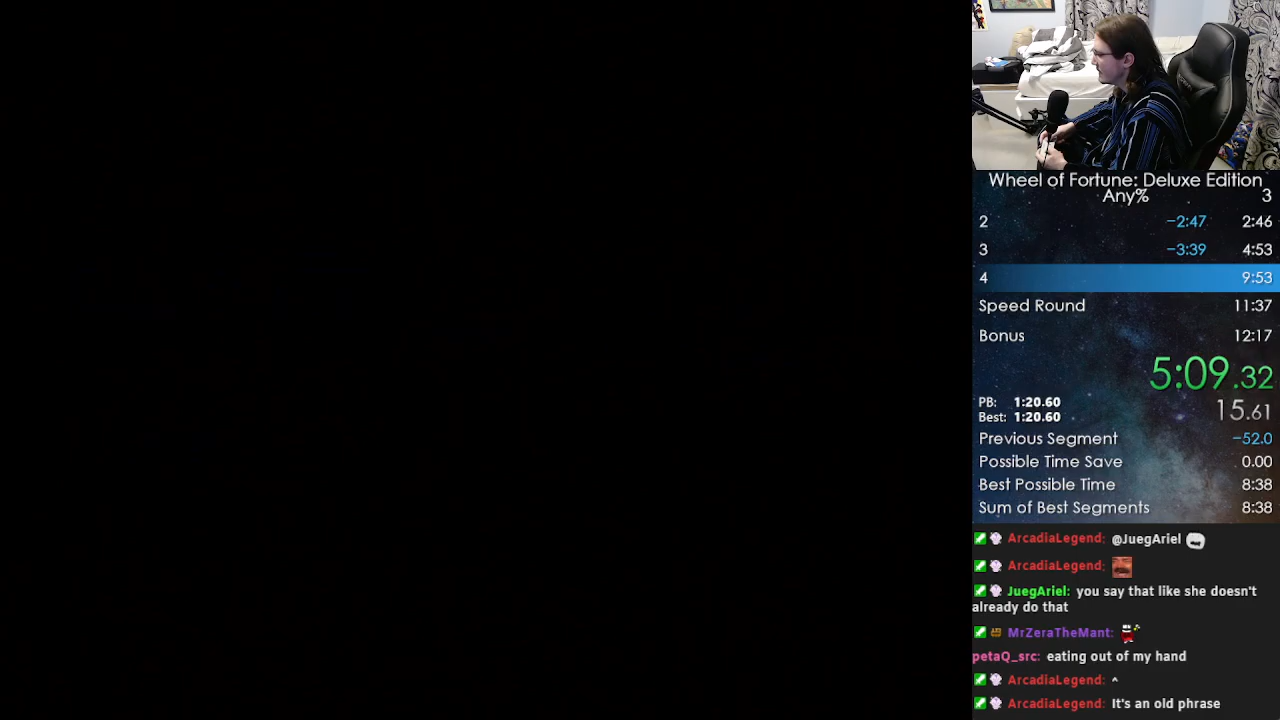 Wheel of Fortune: Deluxe Edition
Any% 3
2 -2:47 2:46
3 -3:39 4:53
4 9:53
Speed Round 11:37
Bonus 12:17
5:09.32
PB: 1:20.60
15.61
Best: 1:20.60
Previous Segment -52.0
Possible Time Save 0.00
Best Possible Time 8:38
Sum of Best Segments 8:38
ArcadiaLegend: @JuegAriel
ArcadiaLegend:
JuegAriel: you say that like she doesn't
already do that
MrZeraTheMant:
petaQ_src: eating out of my hand
ArcadiaLegend: ^
ArcadiaLegend: It's an old phrase